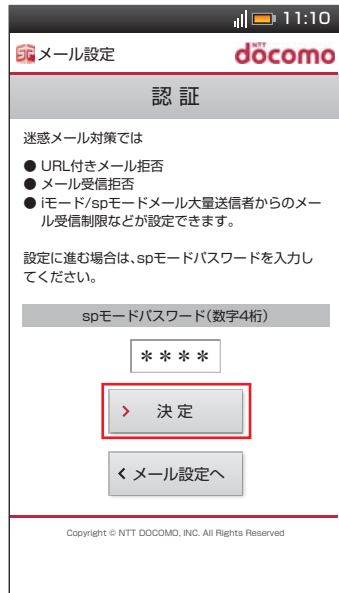 11:10
メール設定
NTT
döcomo
認 証
迷惑メール対策では
● URL付きメール拒否
● メール受信拒否
● iモード/spモードメール大量送信者からのメー
ル受信制限などが設定できます。
設定に進む場合は、spモードパスワードを入力し
てください。
spモードパスワード(数字4桁)
＊＊＊＊
決 定
メール設定へ
Copyright © NTT DOCOMO, INC. All Rights Reserved